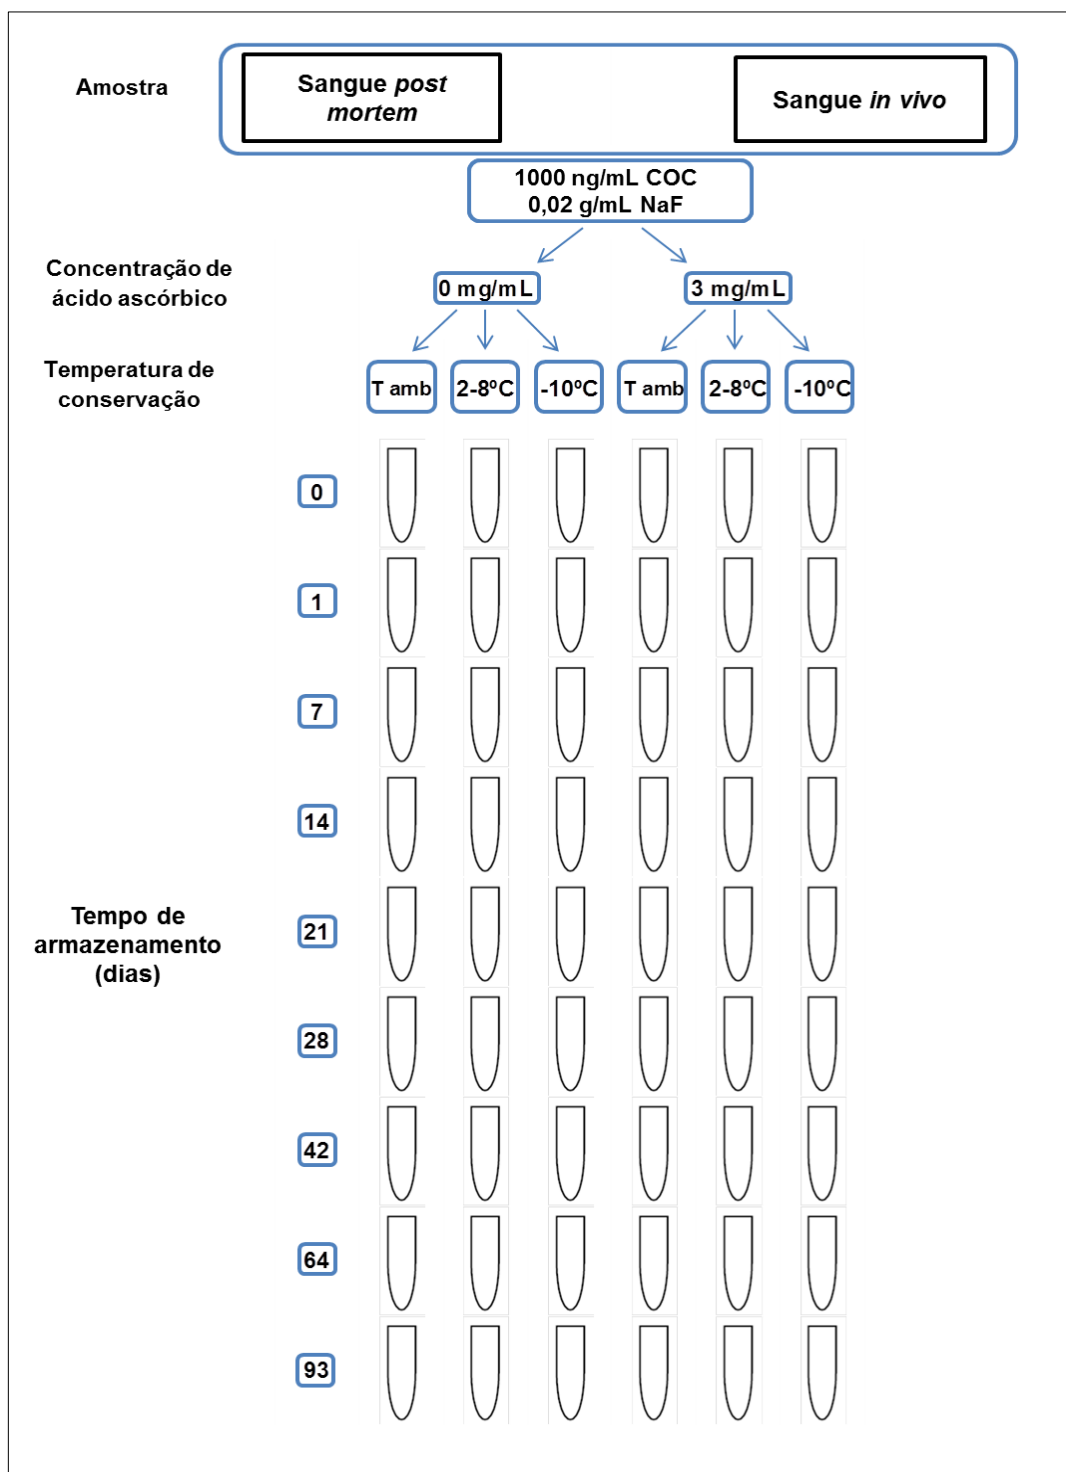 Amostra
Sangue post
mortem
Sangue in vivo
1000 ng/mL COC
0,02 g/mL NaF
Concentração de
ácido ascórbico
0 mg/mL
3 mg/mL
Temperatura de
conservação
T amb
2-8ºC
-10ºC
T amb
2-8ºC
-10ºC
0
1
7
14
21
Tempo de
armazenamento
(dias)
28
42
64
93